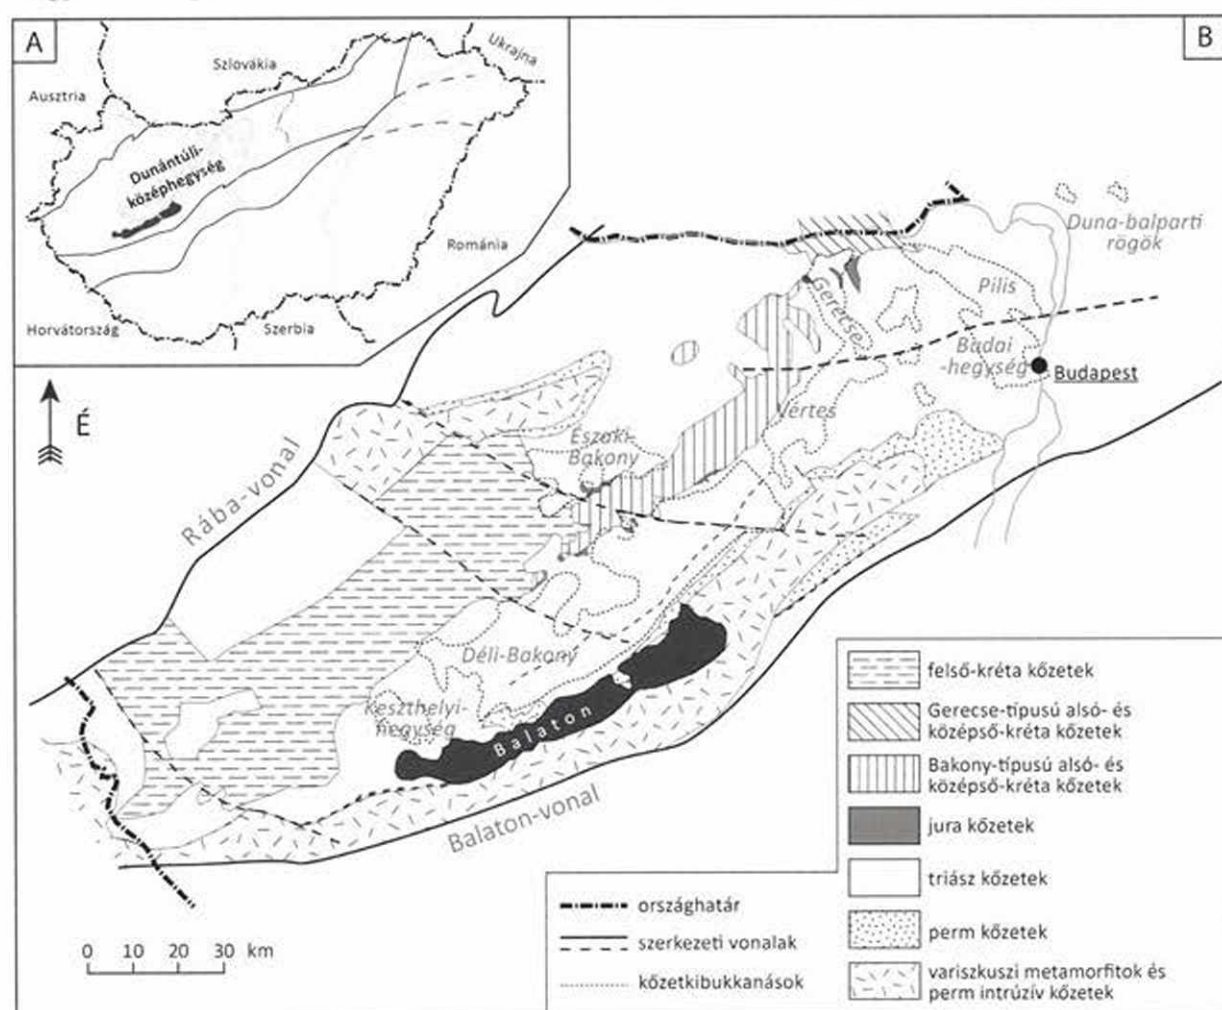 A
B
Ukrajna
Szlovákia
Ausztria
Dunántúli-
középhegység
Románia
Horvátország
Szerbia
É
Duna-balparti
rögök
Pilis
Gerecse
Budai
-hegység
Budapest
Vértes
Északi-
Bakony
Rába-vonal
Déli-Bakony
Keszthelyi-
hegység
Balaton
Balaton-vonal
felső-kréta kőzetek
Gerecse-típusú alsó- és
középső-kréta kőzetek
Bakony-típusú alsó- és
középső-kréta kőzetek
jura kőzetek
triász kőzetek
perm kőzetek
variszkuszi metamorfitok és
perm intrúzív kőzetek
országhatár
szerkezeti vonalak
kőzetkibukkanások
0 10 20 30 km